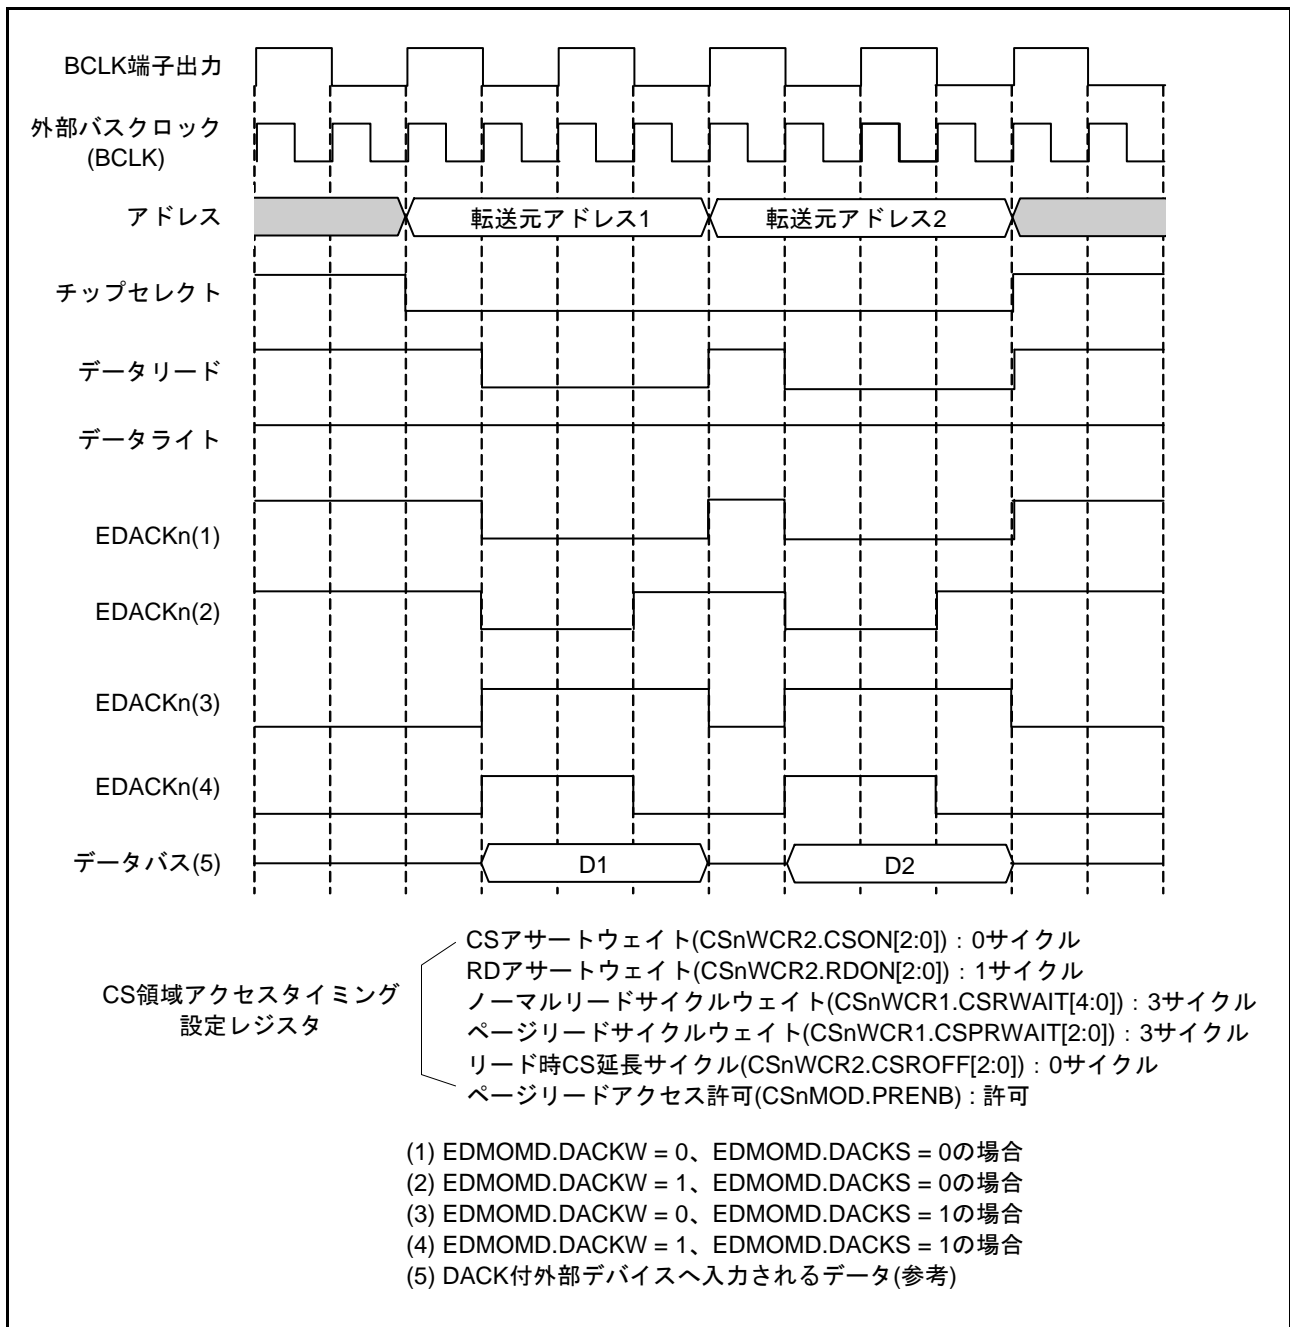 BCLK端子出力
外部バスクロック
(BCLK)
アドレス
転送元アドレス1
転送元アドレス2
チップセレクト
データリード
データライト
EDACKn(1)
EDACKn(2)
EDACKn(3)
EDACKn(4)
データバス(5)
D1
D2
CS領域アクセスタイミング
設定レジスタ
CSアサートウェイト(CSnWCR2.CSON[2:0]) : 0サイクル
RDアサートウェイト(CSnWCR2.RDON[2:0]) : 1サイクル
ノーマルリードサイクルウェイト(CSnWCR1.CSRWAIT[4:0]) : 3サイクル
ページリードサイクルウェイト(CSnWCR1.CSPRWAIT[2:0]) : 3サイクル
リード時CS延長サイクル(CSnWCR2.CSROFF[2:0]) : 0サイクル
ページリードアクセス許可(CSnMOD.PRENB) : 許可
(1) EDMOMD.DACKW = 0、EDMOMD.DACKS = 0の場合
(2) EDMOMD.DACKW = 1、EDMOMD.DACKS = 0の場合
(3) EDMOMD.DACKW = 0、EDMOMD.DACKS = 1の場合
(4) EDMOMD.DACKW = 1、EDMOMD.DACKS = 1の場合
(5) DACK付外部デバイスへ入力されるデータ(参考)